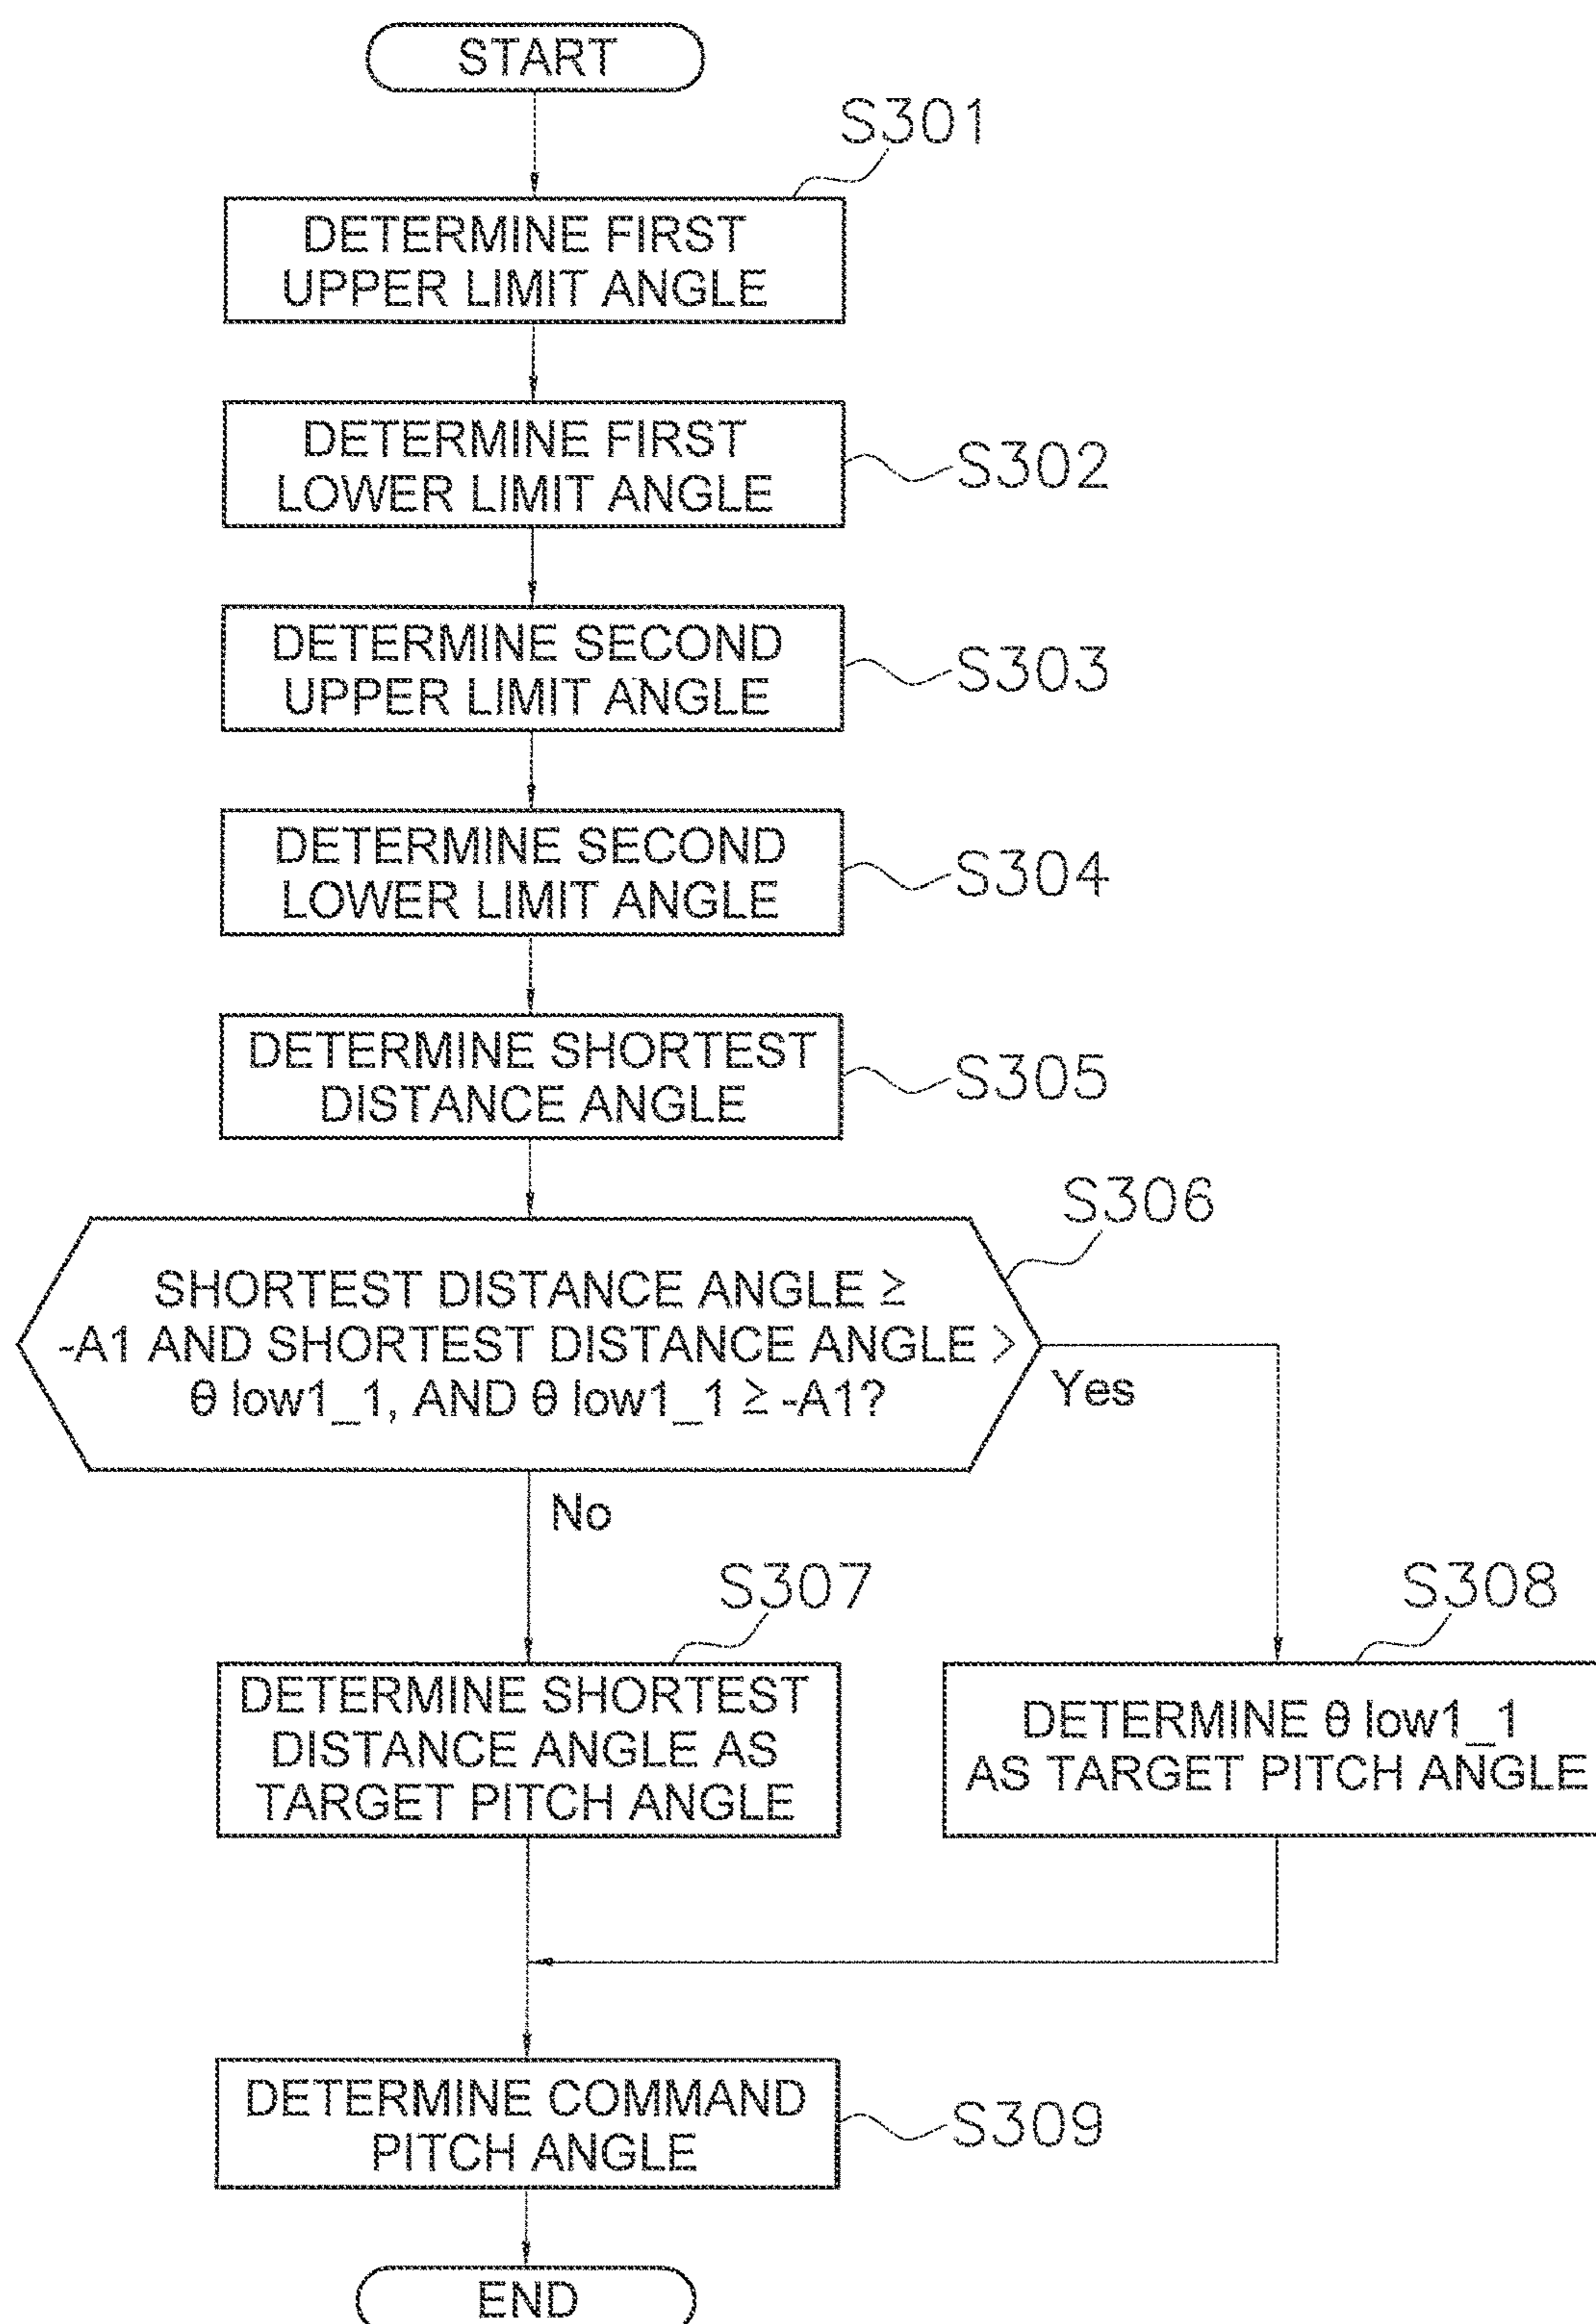 START
S301
DETERMINE FIRST
UPPER LIMIT ANGLE
DETERMINE FIRST
LOWER LIMIT ANGLE
S302
DETERMINE SECOND
UPPER LIMIT ANGLE
S303
DETERMINE SECOND
LOWER LIMIT ANGLE
S304
DETERMINE SHORTEST
DISTANCE ANGLE
S305
S306
SHORTEST DISTANCE ANGLE ≥
-A1 AND SHORTEST DISTANCE ANGLE >
θ low1_1, AND θ low1_1 ≥ -A1?
Yes
No
S307
DETERMINE SHORTEST
DISTANCE ANGLE AS
TARGET PITCH ANGLE
S308
DETERMINE θ low1_1
AS TARGET PITCH ANGLE
DETERMINE COMMAND
PITCH ANGLE
S309
END